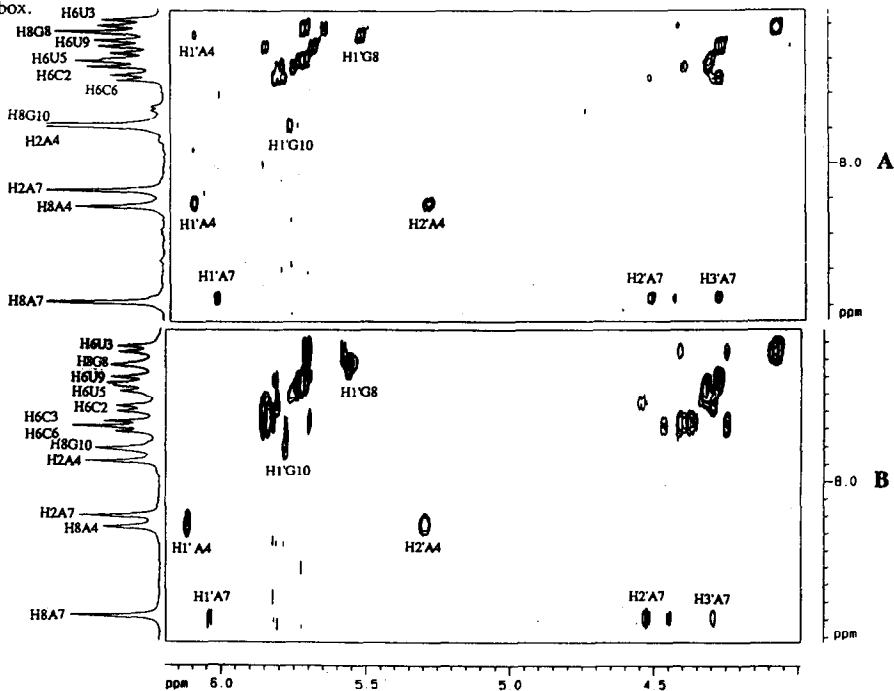 box.
H6U3
H8G8
H6U9
H6U5
H6C2
H6C6
H8G10
H2A4
H2A7
H8A4
H8A7
H1'A4
H1'G8
H1'G10
H1'A4
H2'A4
H1'A7
H2'A7
H3'A7
8.0
A
ppm
H6U3
H8G8
H6U9
H6U5
H6C2
H6C3
H6C6
H8G10
H2A4
H2A7
H8A4
H8A7
H1'G8
H1'G10
H1'A4
H2'A4
H1'A7
H2'A7
H3'A7
8.0
B
ppm
ppm 6.0 5.5 5.0 4.5